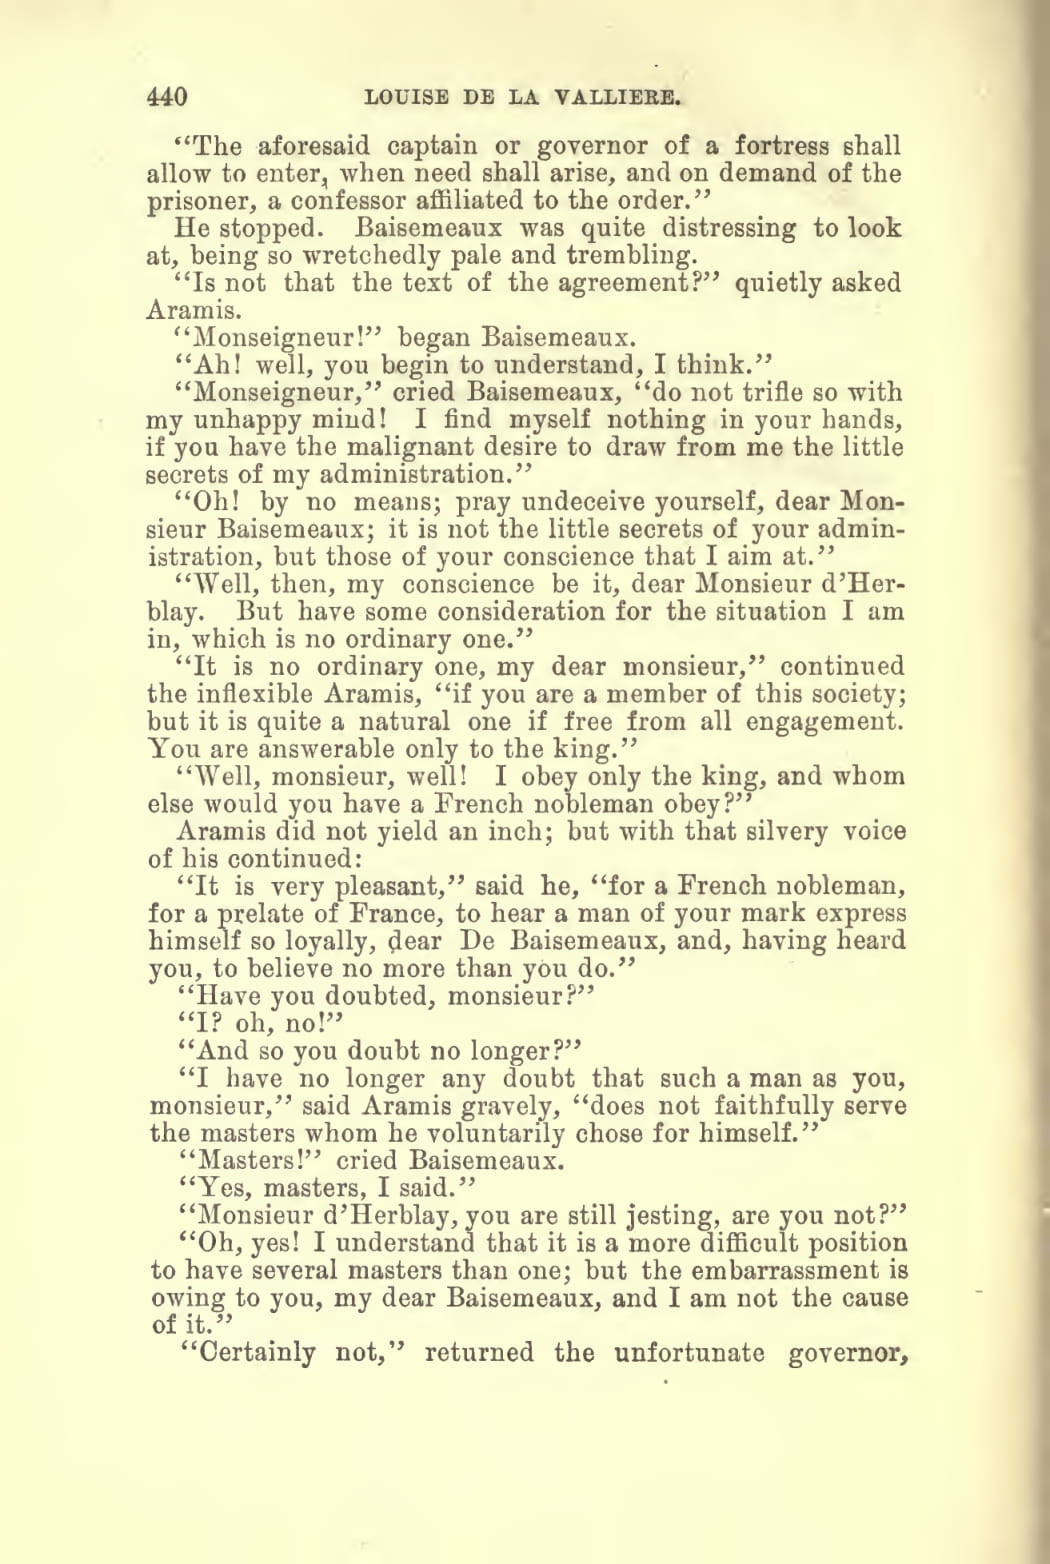 440 LOUISE DE LA VALLIERE.
“The aforesaid captain or governor of a fortress shall
allow to enter, when need shall arise, and on demand of the
prisoner, a confessor affiliated to the order.”
He stopped. Baisemeaux was quite distressing to look
at, being so wretchedly pale and trembling.
“Is not that the text of the agreement?” quietly asked
Aramis.
“Monseigneur!” began Baisemeaux.
“Ah! well, you begin to understand, I think.”
“Monseigneur,” cried Baisemeaux, “do not trifle so with
my unhappy mind! I find myself nothing in your hands,
if you have the malignant desire to draw from me the little
secrets of my administration.”
“Oh! by no means; pray undeceive yourself, dear Mon-
sieur Baisemeaux; it is not the little secrets of your admin-
istration, but those of your conscience that I aim at.”
“Well, then, my conscience be it, dear Monsieur d’Her-
blay. But have some consideration for the situation I am
in, which is no ordinary one.”
“It is no ordinary one, my dear monsieur,” continued
the inflexible Aramis, “if you are a member of this society;
but it is quite a natural one if free from all engagement.
You are answerable only to the king.”
“Well, monsieur, well! I obey only the king, and whom
else would you have a French nobleman obey?”
Aramis did not yield an inch; but with that silvery voice
of his continued:
“It is very pleasant,” said he, “for a French nobleman,
for a prelate of France, to hear a man of your mark express
himself so loyally, dear De Baisemeaux, and, having heard
you, to believe no more than you do.”
“Have you doubted, monsieur?”
“I? oh, no!”
“And so you doubt no longer?”
“I have no longer any doubt that such a man as you,
monsieur,” said Aramis gravely, “does not faithfully serve
the masters whom he voluntarily chose for himself.”
“Masters!” cried Baisemeaux.
“Yes, masters, I said.”
“Monsieur d’Herblay, you are still jesting, are you not?”
“Oh, yes! I understand that it is a more difficult position
to have several masters than one; but the embarrassment is
owing to you, my dear Baisemeaux, and I am not the cause
of it.”
“Certainly not,” returned the unfortunate governor,